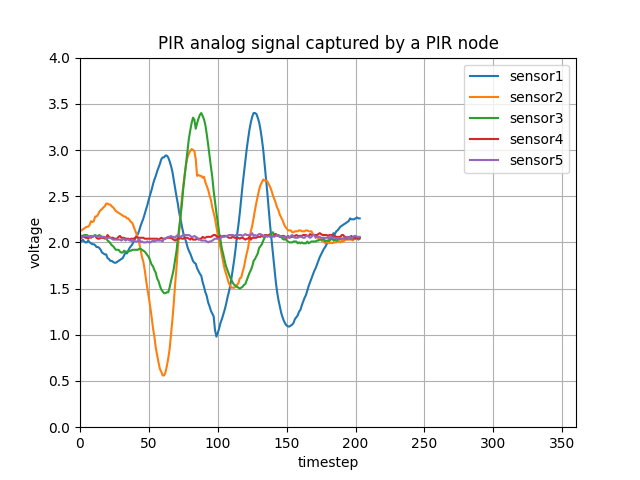 PIR analog signal captured by a PIR node
4.0
3.5
3.0
2.5
2.0
1.5
1.0
0.5
0.0
voltage
sensor1
sensor2
sensor3
sensor4
sensor5
0 50 100 150 200 250 300 350
timestep